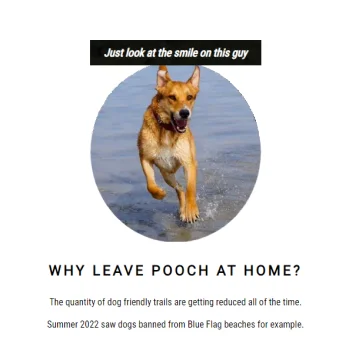 Just look at the smile on this guy
WHY LEAVE POOCH AT HOME?
The quantity of dog friendly trails are getting reduced all of the time.
Summer 2022 saw dogs banned from Blue Flag beaches for example.